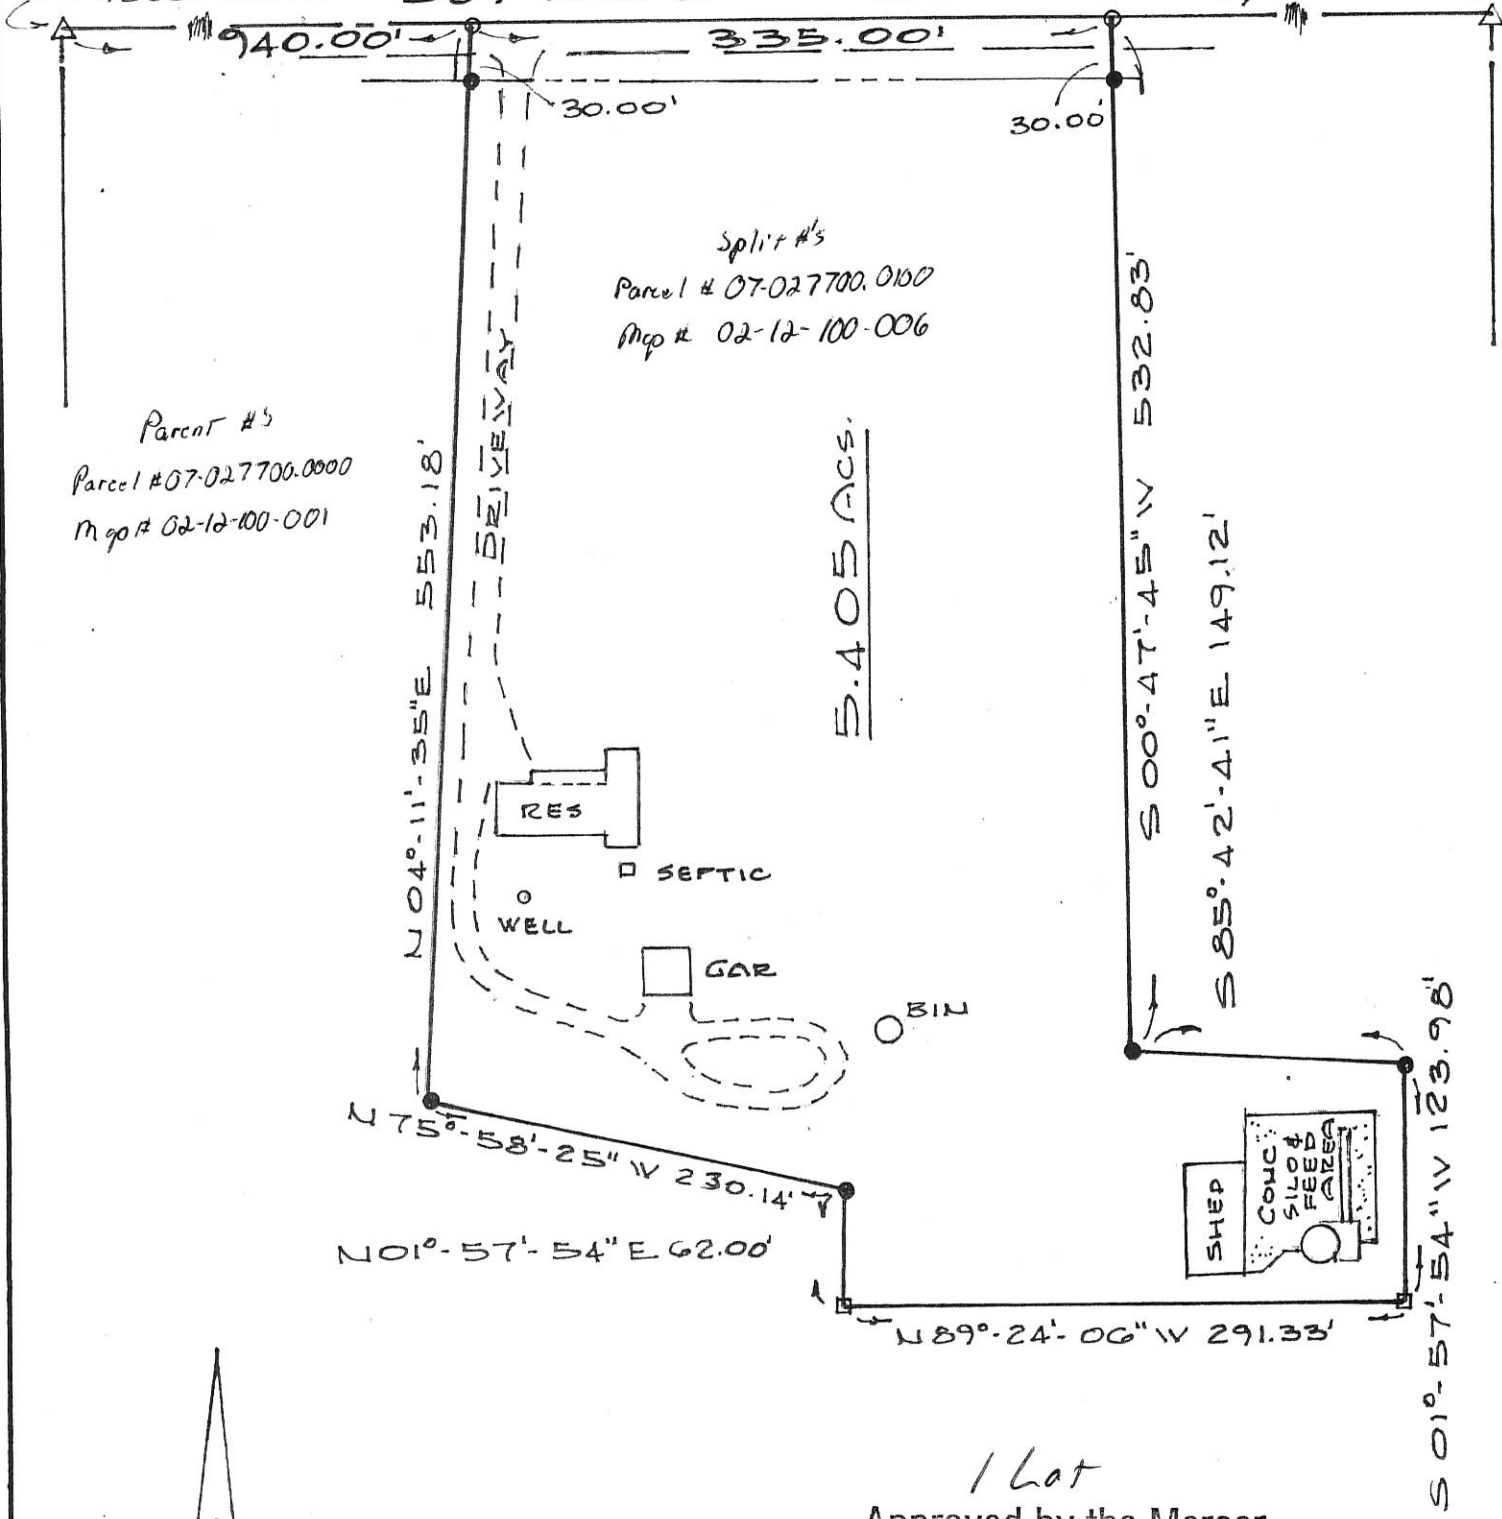 940.00'
335.00'
30.00'
30.00'
Split #'s
Parcel # 07-027700.0100
Map # 02-12-100-006
Parent #'s
Parcel #07-027700.0000
Map # 02-12-100-001
DRIVEWAY
N 04°-11'-35"E 553.18'
5.405 ACS.
S 00°-47'-45" W 532.83'
S 85°-42'-41" E 149.12'
RES
SEPTIC
WELL
GAR
BIN
N 75°-58'-25" W 230.14'
N 01°-57'-54" E 62.00'
SHED
CONC
SILO &
FEED
AREA
S 01°-57'-54" W 123.98'
N 89°-24'-06" W 291.33'
1 Lot
Approved by the Mercer